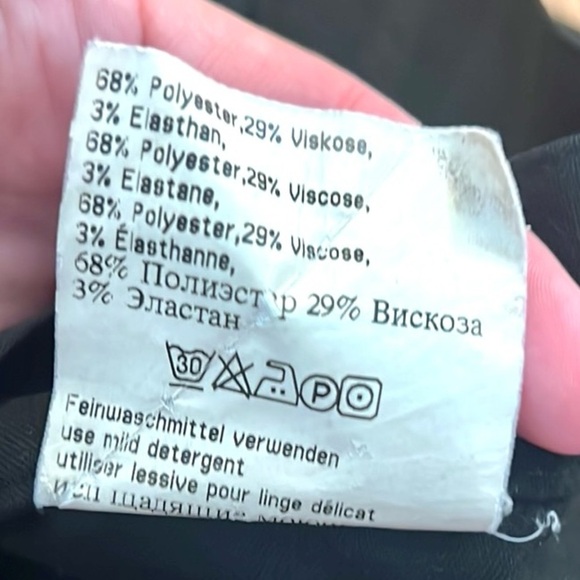 68% Polyester,29% Viskose,
3% Elasthan,
68% Polyester,29% Viscose,
3% Elastane,
68% Polyester,29% Viscose,
3% Élasthanne,
68% Полиэстер 29% Вискоза
3% Эластан
30 P
Feinwaschmittel verwenden
use mild detergent
utiliser lessive pour linge délicat